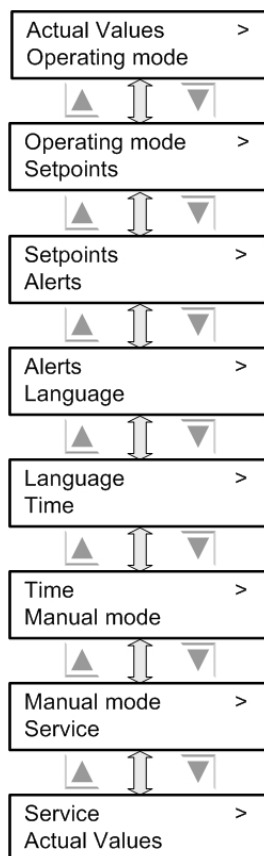 Actual Values >
Operating mode
Operating mode >
Setpoints
Setpoints >
Alerts
Alerts >
Language
Language >
Time
Time >
Manual mode
Manual mode >
Service
Service >
Actual Values